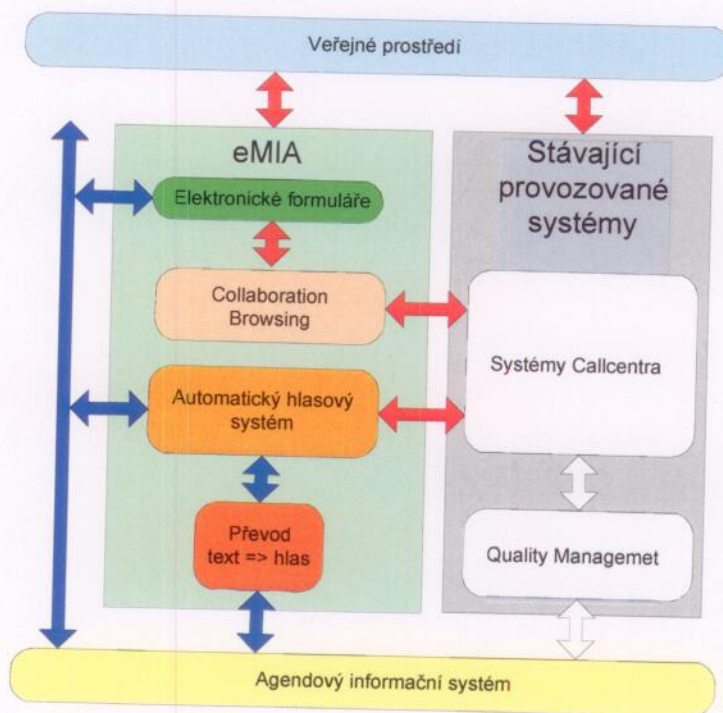 Veřejné prostředí
eMIA
Elektronické formuláře
Collaboration
Browsing
Automatický hlasový
systém
Převod
text => hlas
Stávající
provozované
systémy
Systémy Callcentra
Quality Managemet
Agendový informační systém